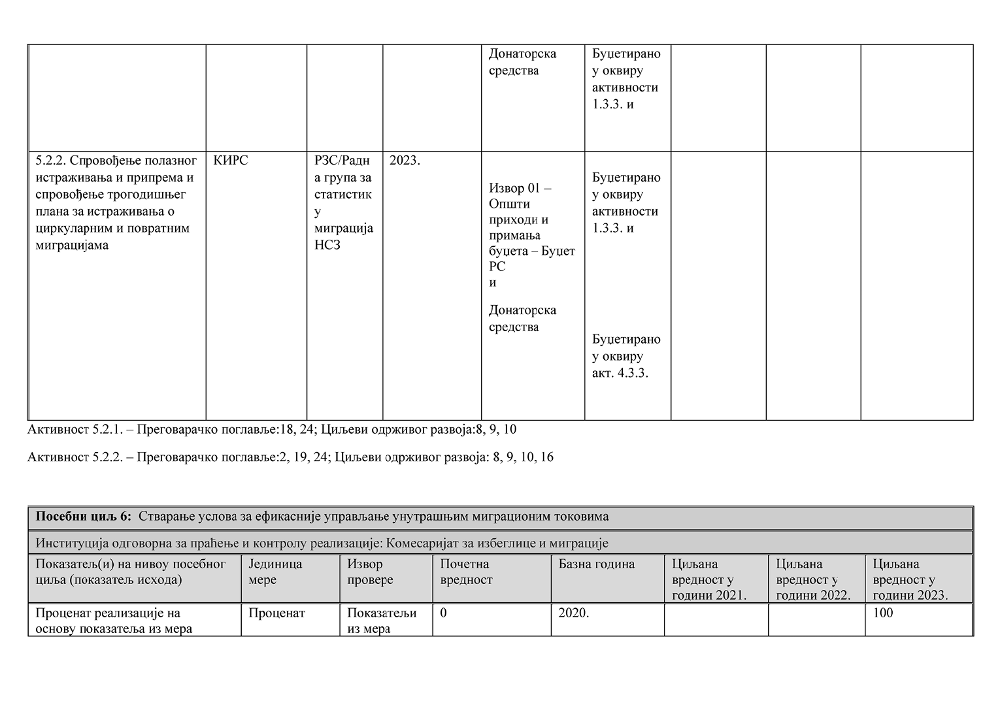 Донаторска
средства
Буџетирано
у оквиру
активности
1.3.3. и
5.2.2. Спровођење полазног
истраживања и припрема и
спровођење трогодишњег
плана за истраживања о
циркуларним и повратним
миграцијама
КИРС
РЗС/Радн
а група за
статистик
у
миграција
НСЗ
2023.
Извор 01 –
Општи
приходи и
примања
буџета – Буџет
РС
и
Донаторска
средства
Буџетирано
у оквиру
активности
1.3.3. и
Буџетирано
у оквиру
акт. 4.3.3.
Активност 5.2.1. – Преговарачко поглавље:18, 24; Циљеви одрживог развоја:8, 9, 10
Активност 5.2.2. – Преговарачко поглавље:2, 19, 24; Циљеви одрживог развоја: 8, 9, 10, 16
Посебни циљ 6: Стварање услова за ефикасније управљање унутрашњим миграционим токовима
Институција одговорна за праћење и контролу реализације: Комесаријат за избеглице и миграције
Показатељ(и) на нивоу посебног
циља (показатељ исхода)
Јединица
мере
Извор
провере
Почетна
вредност
Базна година
Циљана
вредност у
години 2021.
Циљана
вредност у
години 2022.
Циљана
вредност у
години 2023.
Проценат реализације на
основу показатеља из мера
Проценат
Показатељи
из мера
0
2020.
100